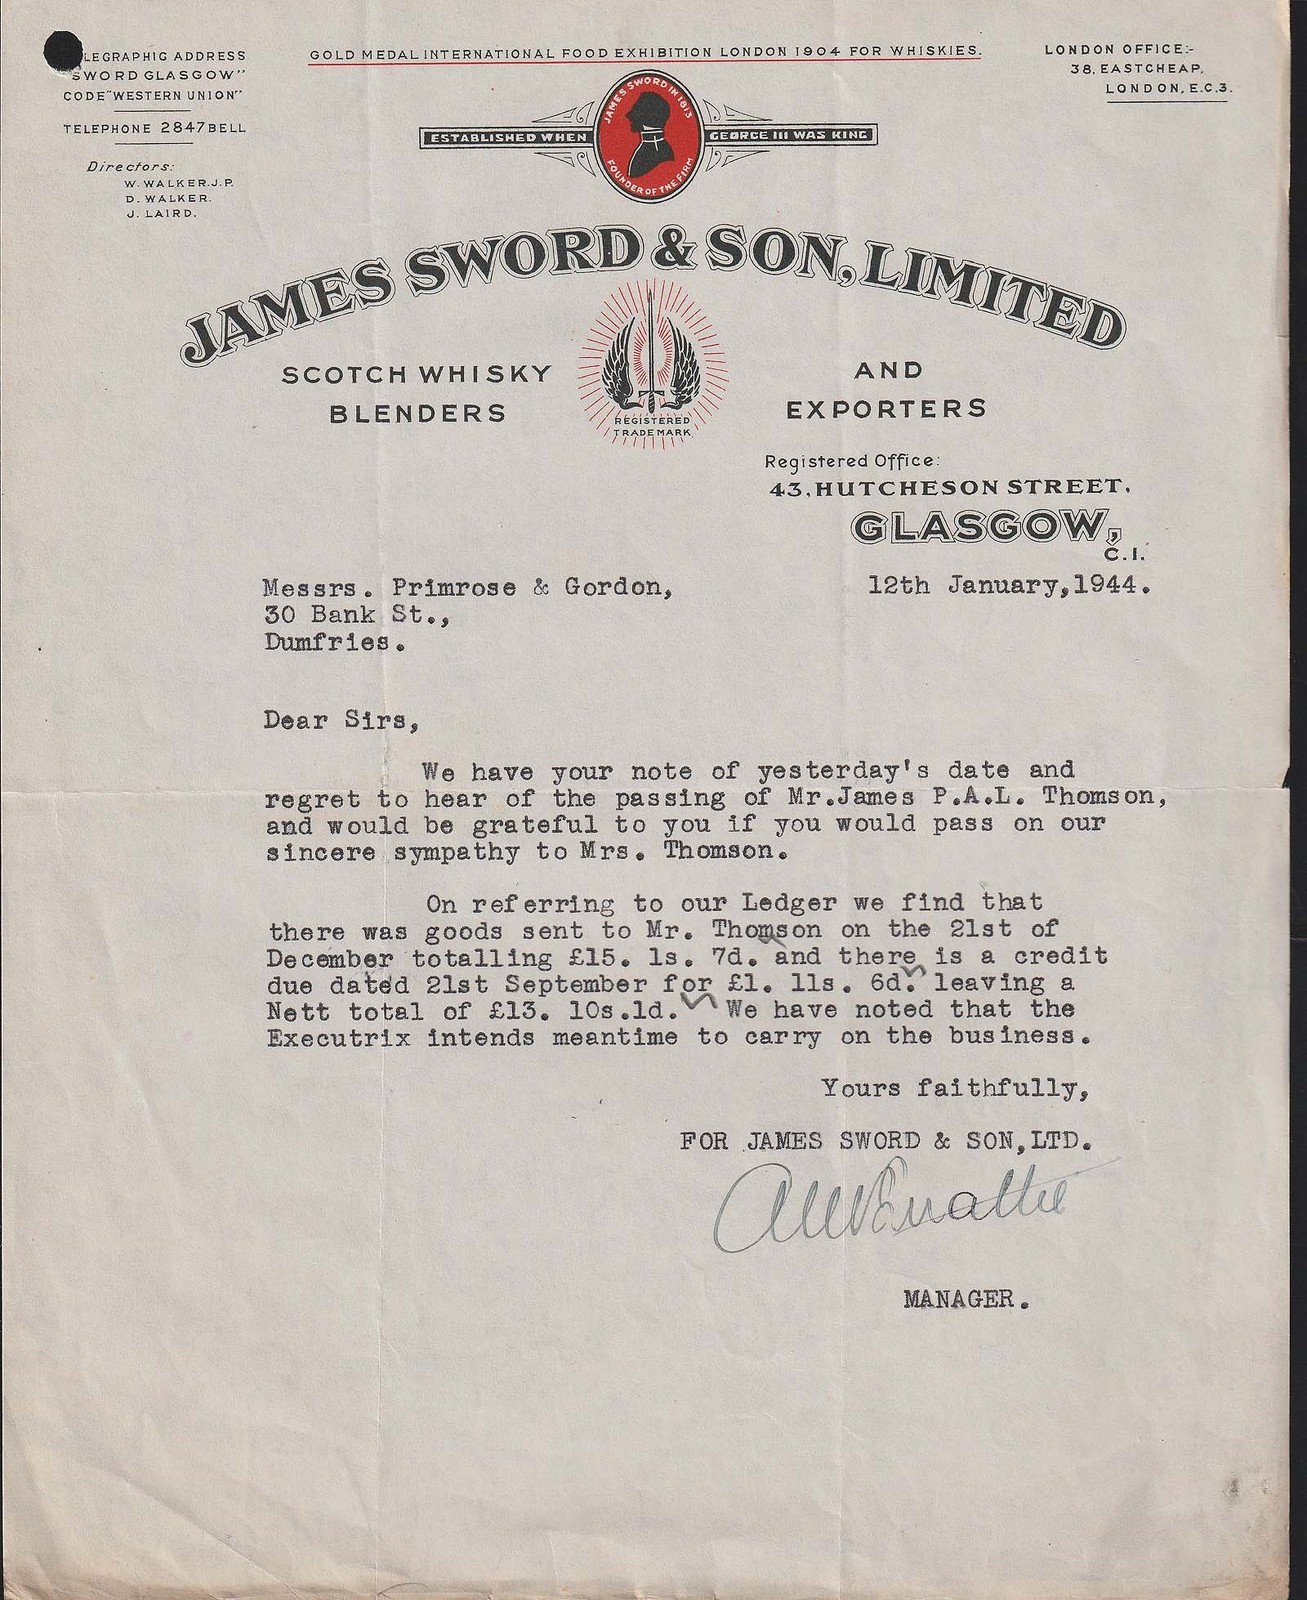 LEGRAPHIC ADDRESS
"SWORD GLASGOW"
CODE "WESTERN UNION"
TELEPHONE 2847 BELL
Directors:
W. WALKER. J.P.
D. WALKER.
J. LAIRD.
GOLD MEDAL INTERNATIONAL FOOD EXHIBITION LONDON 1904 FOR WHISKIES.
LONDON OFFICE:-
38, EASTCHEAP,
LONDON, E.C.3.
JAMES SWORD IN 1813
ESTABLISHED WHEN GEORGE III WAS KING
FOUNDER OF THE FIRM
JAMES SWORD & SON, LIMITED
SCOTCH WHISKY AND
BLENDERS EXPORTERS
REGISTERED
TRADE MARK
Registered Office:
43, HUTCHESON STREET.
GLASGOW,
C.1.
12th January,1944.
Messrs. Primrose & Gordon,
30 Bank St.,
Dumfries.
Dear Sirs,
We have your note of yesterday's date and
regret to hear of the passing of Mr.James P.A.L. Thomson,
and would be grateful to you if you would pass on our
sincere sympathy to Mrs. Thomson.
On referring to our Ledger we find that
there was goods sent to Mr. Thomson on the 21st of
December totalling £15. 1s. 7d. and there is a credit
due dated 21st September for £1. 11s. 6d. leaving a
Nett total of £13. 10s.1d. We have noted that the
Executrix intends meantime to carry on the business.
Yours faithfully,
FOR JAMES SWORD & SON,LTD.
MANAGER.